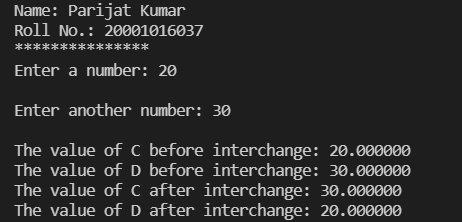 Name: Parijat Kumar
Roll No.: 20001016037
***************
Enter a number: 20
Enter another number: 30
The value of C before interchange: 20.000000
The value of D before interchange: 30.000000
The value of C after interchange: 30.000000
The value of D after interchange: 20.000000